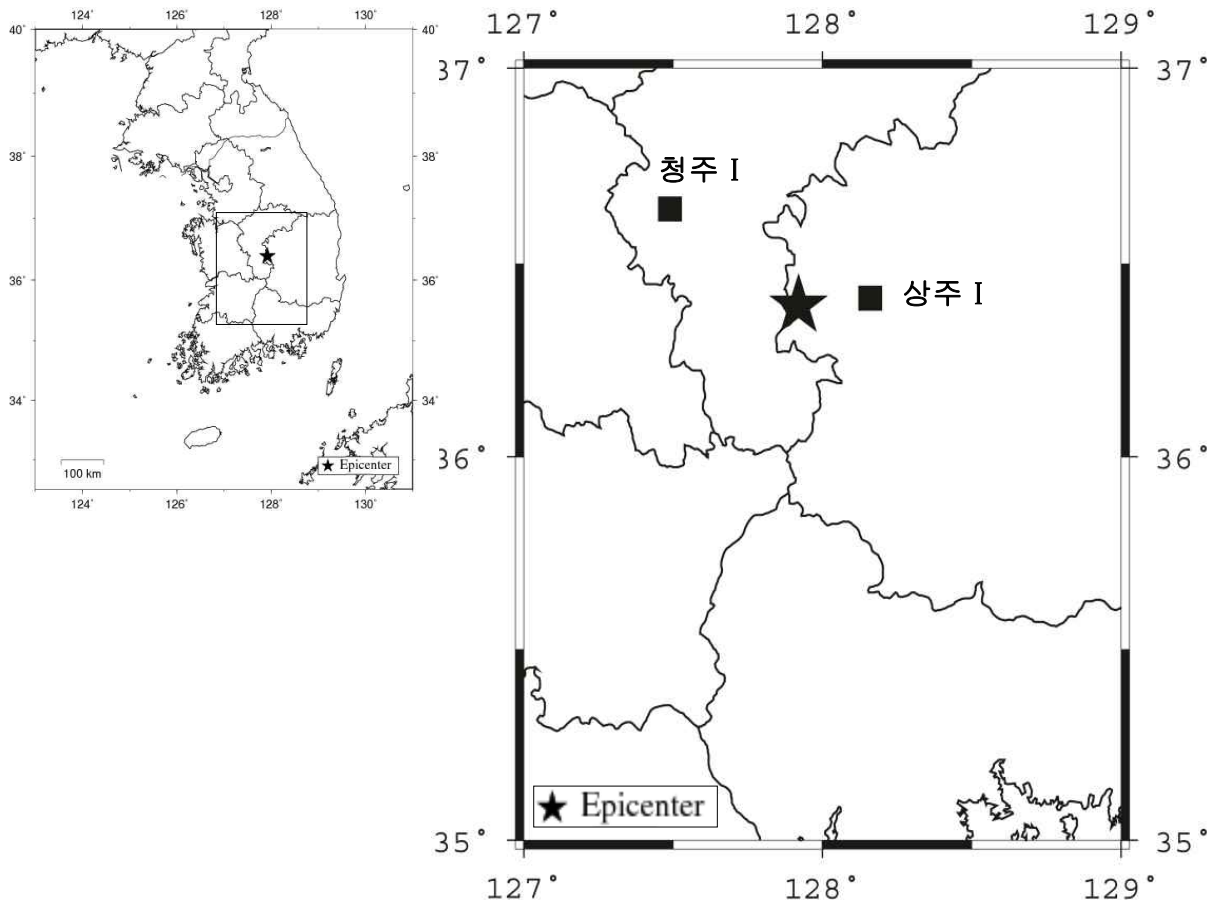 124˚ 126˚ 128˚ 130˚
40˚ 40˚
38˚ 38˚
36˚ 36˚
34˚ 34˚
100 km
★ Epicenter
124˚ 126˚ 128˚ 130˚
127˚ 128˚ 129˚
37˚ 37˚
청주 Ⅰ
상주 Ⅰ
36˚ 36˚
★ Epicenter
35˚ 35˚
127˚ 128˚ 129˚